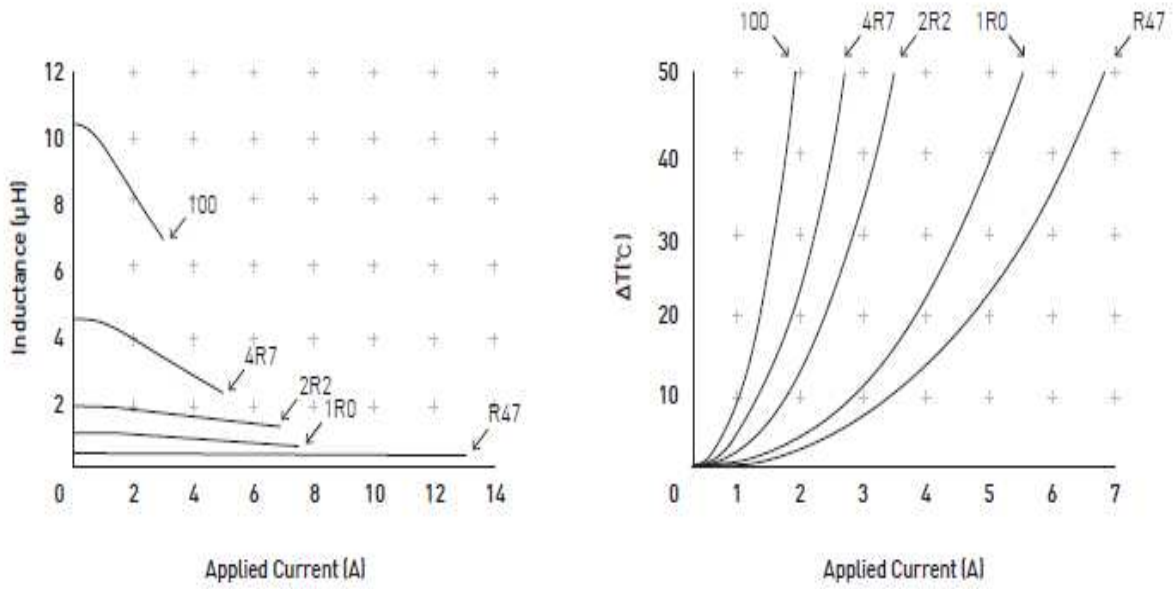 12
10
8
6
4
2
0 2 4 6 8 10 12 14
Inductance (μH)
Applied Current (A)
100
4R7
2R2
1R0
R47
100 4R7 2R2 1R0 R47
50
40
30
20
10
0 1 2 3 4 5 6 7
ΔT(℃)
Applied Current (A)